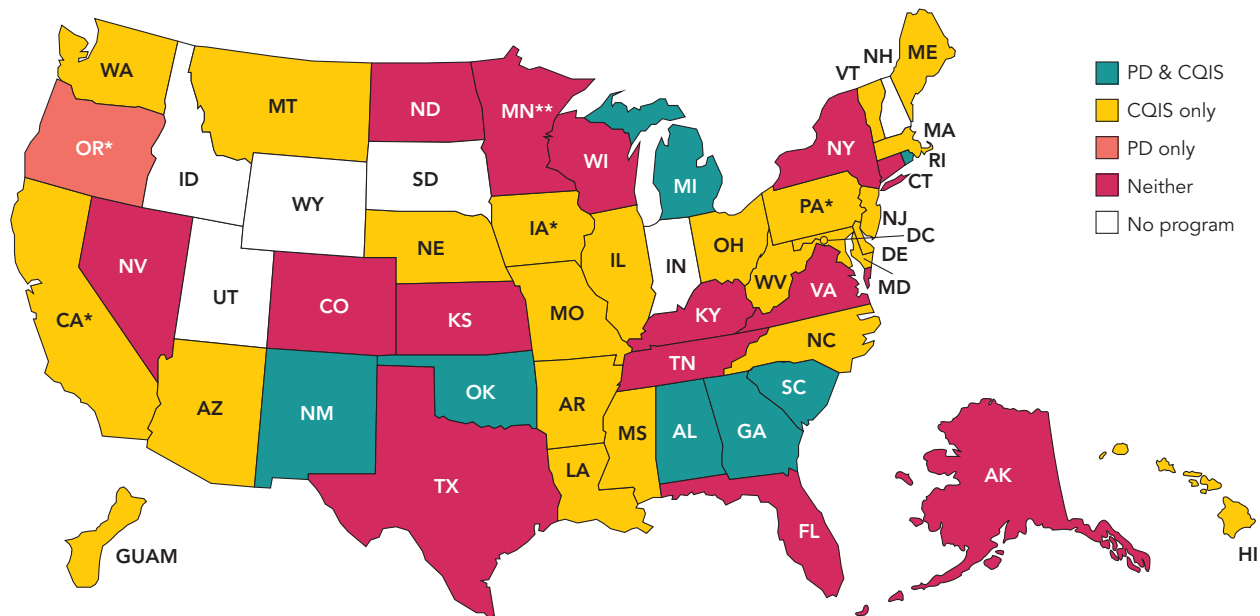 WA
OR*
CA*
NV
ID
MT
WY
UT
AZ
CO
NM
ND
SD
NE
KS
OK
TX
MN**
IA*
MO
AR
LA
WI
IL
MS
MI
IN
KY
TN
AL
OH
WV
GA
FL
SC
NC
VA
PA*
NY
VT
NH
ME
MA
RI
CT
NJ
DC
DE
MD
AK
HI
GUAM
PD & CQIS
CQIS only
PD only
Neither
No program